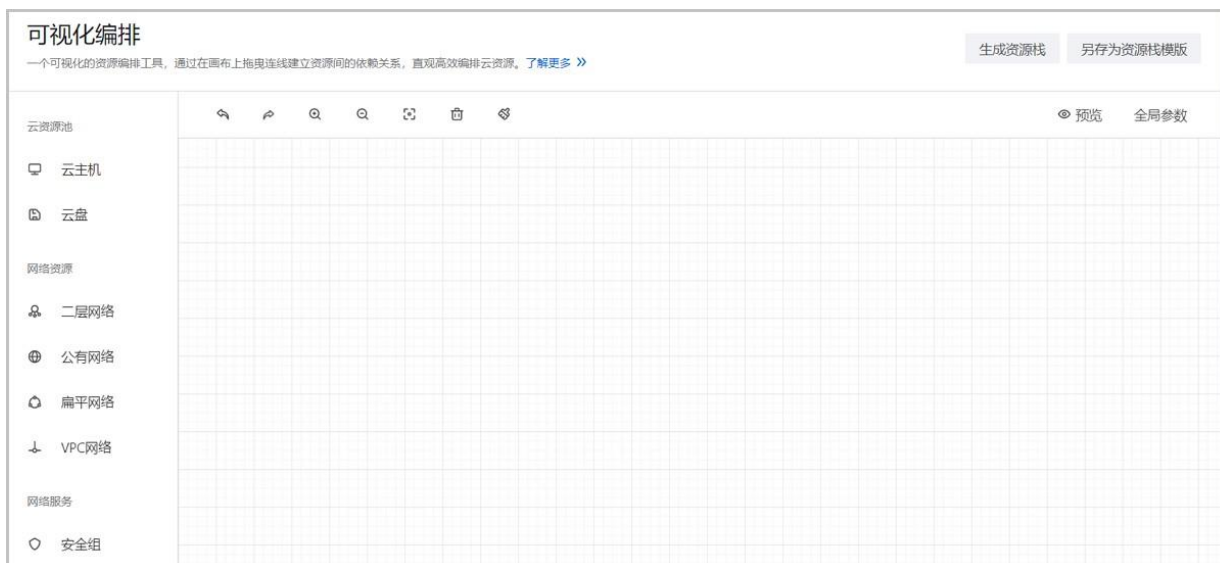 可视化编排
生成资源栈
另存为资源栈模版
一个可视化的资源编排工具，通过在画布上拖曳连线建立资源间的依赖关系，直观高效编排云资源。了解更多 》
云资源池
预览
全局参数
云主机
云盘
网络资源
二层网络
公有网络
扁平网络
VPC网络
网络服务
安全组